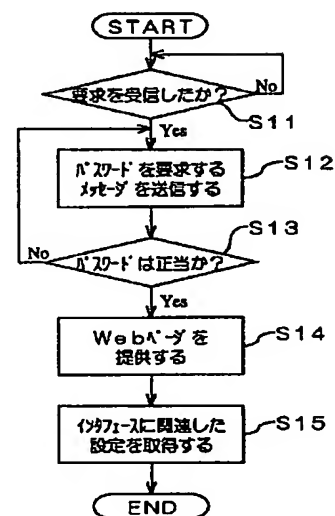 START
要求を受信したか?
No
S11
Yes
パスワードを要求する
メッセージを送信する
S12
S13
No
パスワードは正当か?
Yes
Webページを
提供する
S14
インタフェースに関連した
設定を取得する
S15
END